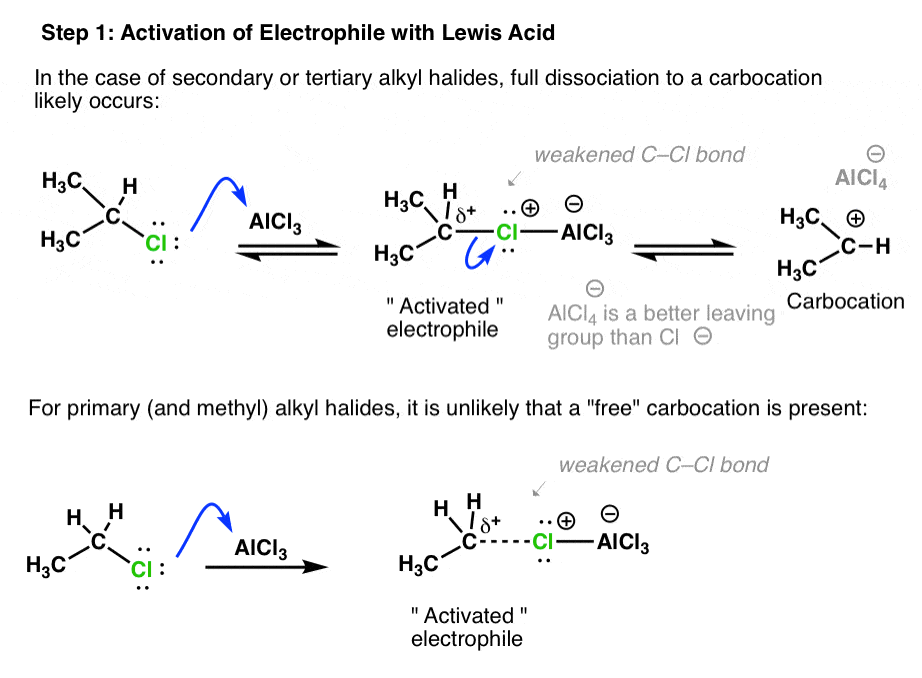 Step 1: Activation of Electrophile with Lewis Acid
In the case of secondary or tertiary alkyl halides, full dissociation to a carbocation
likely occurs:
weakened C–Cl bond
⊖
AlCl₄
H₃C H
C
H₃C Cl
AlCl₃
H₃C H
δ+ ⊕ ⊖
C Cl AlCl₃
H₃C
H₃C ⊕
C–H
H₃C
" Activated "
electrophile
⊖
AlCl₄ is a better leaving
group than Cl ⊖
Carbocation
For primary (and methyl) alkyl halides, it is unlikely that a "free" carbocation is present:
weakened C–Cl bond
H H
C
H₃C Cl
AlCl₃
H H
δ+ ⊕ ⊖
C Cl AlCl₃
H₃C
" Activated "
electrophile